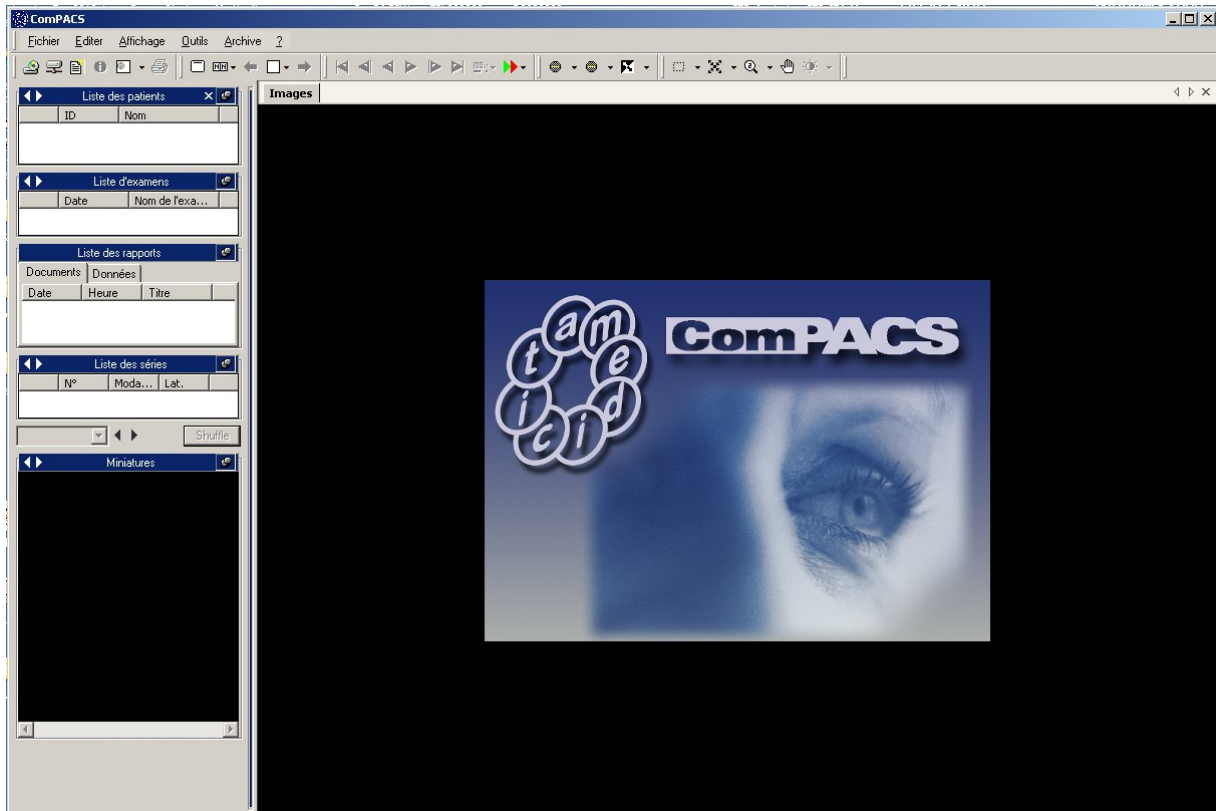 ComPACS
Fichier Editer Affichage Outils Archive ?
Liste des patients
ID Nom
Liste d'examens
Date Nom de l'exa...
Liste des rapports
Documents Données
Date Heure Titre
Liste des séries
N° Moda... Lat.
Shuffle
Miniatures
Images
medicimedicita
ComPACS